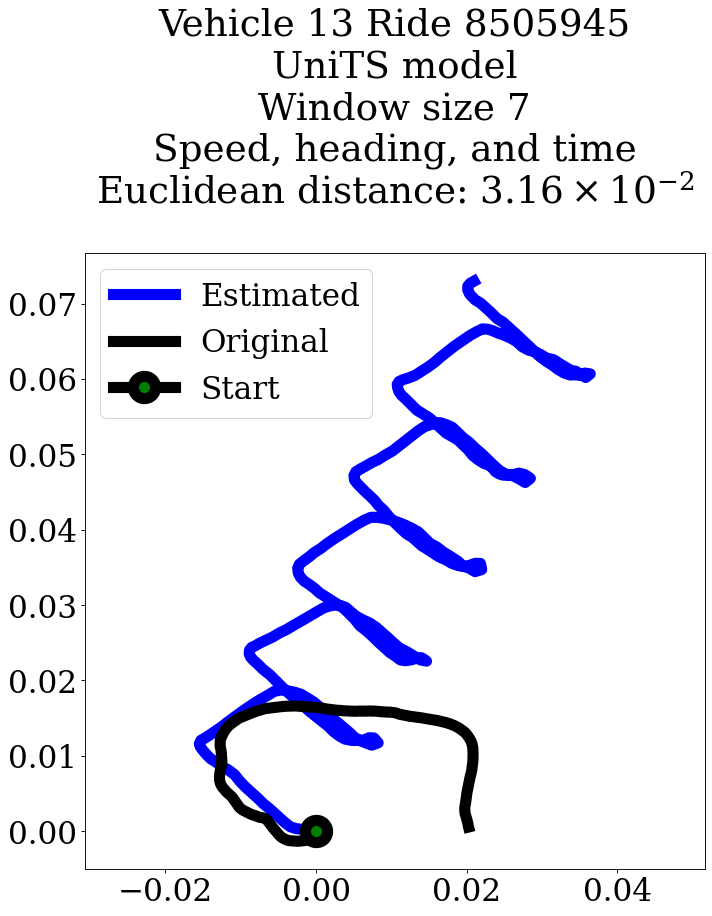 Vehicle 13 Ride 8505945
UniTS model
Window size 7
Speed, heading, and time
Euclidean distance: 3.16 × 10⁻²
Estimated
Original
Start
0.07
0.06
0.05
0.04
0.03
0.02
0.01
0.00
−0.02 0.00 0.02 0.04